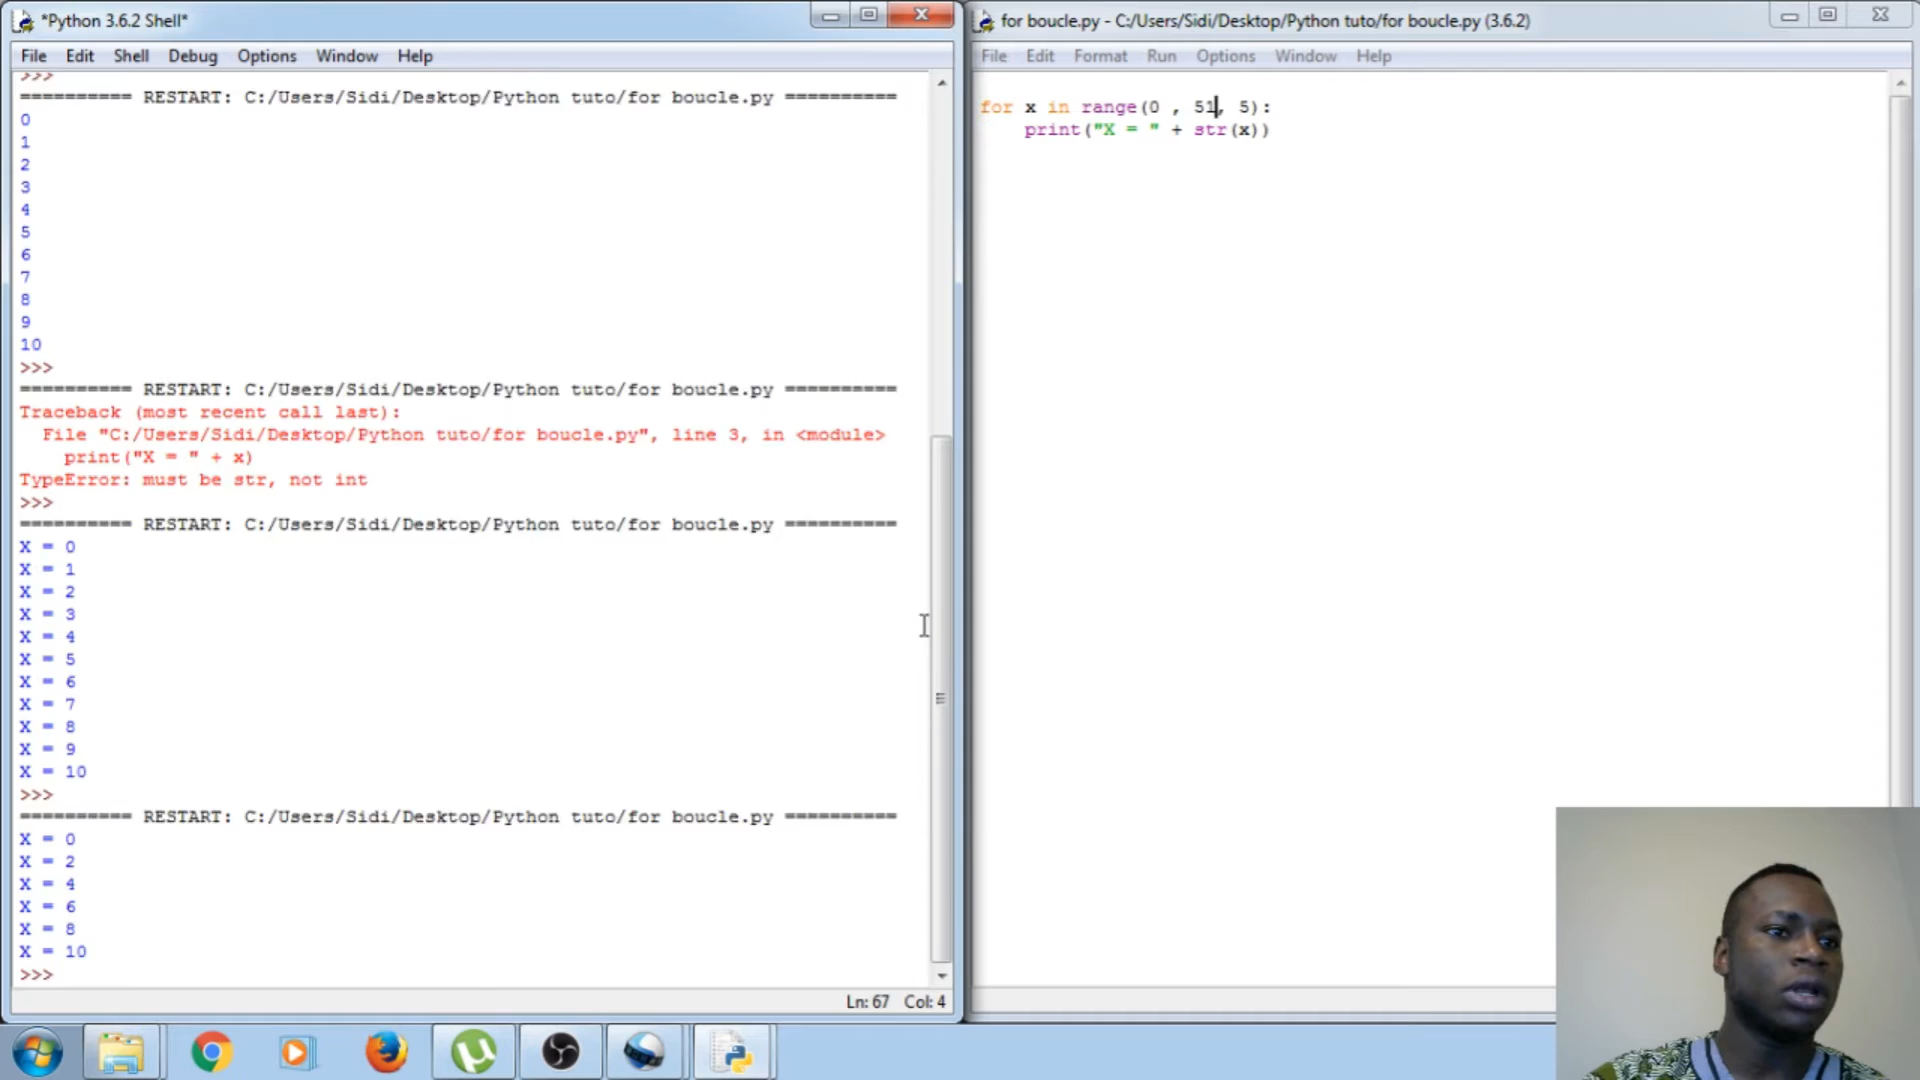 *Python 3.6.2 Shell*
File Edit Shell Debug Options Window Help
>>>
========== RESTART: C:/Users/Sidi/Desktop/Python tuto/for boucle.py ==========
0
1
2
3
4
5
6
7
8
9
10
>>>
========== RESTART: C:/Users/Sidi/Desktop/Python tuto/for boucle.py ==========
Traceback (most recent call last):
  File "C:/Users/Sidi/Desktop/Python tuto/for boucle.py", line 3, in <module>
    print("X = " + x)
TypeError: must be str, not int
>>>
========== RESTART: C:/Users/Sidi/Desktop/Python tuto/for boucle.py ==========
X = 0
X = 1
X = 2
X = 3
X = 4
X = 5
X = 6
X = 7
X = 8
X = 9
X = 10
>>>
========== RESTART: C:/Users/Sidi/Desktop/Python tuto/for boucle.py ==========
X = 0
X = 2
X = 4
X = 6
X = 8
X = 10
>>>
Ln: 67 Col: 4
for boucle.py - C:/Users/Sidi/Desktop/Python tuto/for boucle.py (3.6.2)
File Edit Format Run Options Window Help
for x in range(0 , 51, 5):
    print("X = " + str(x))